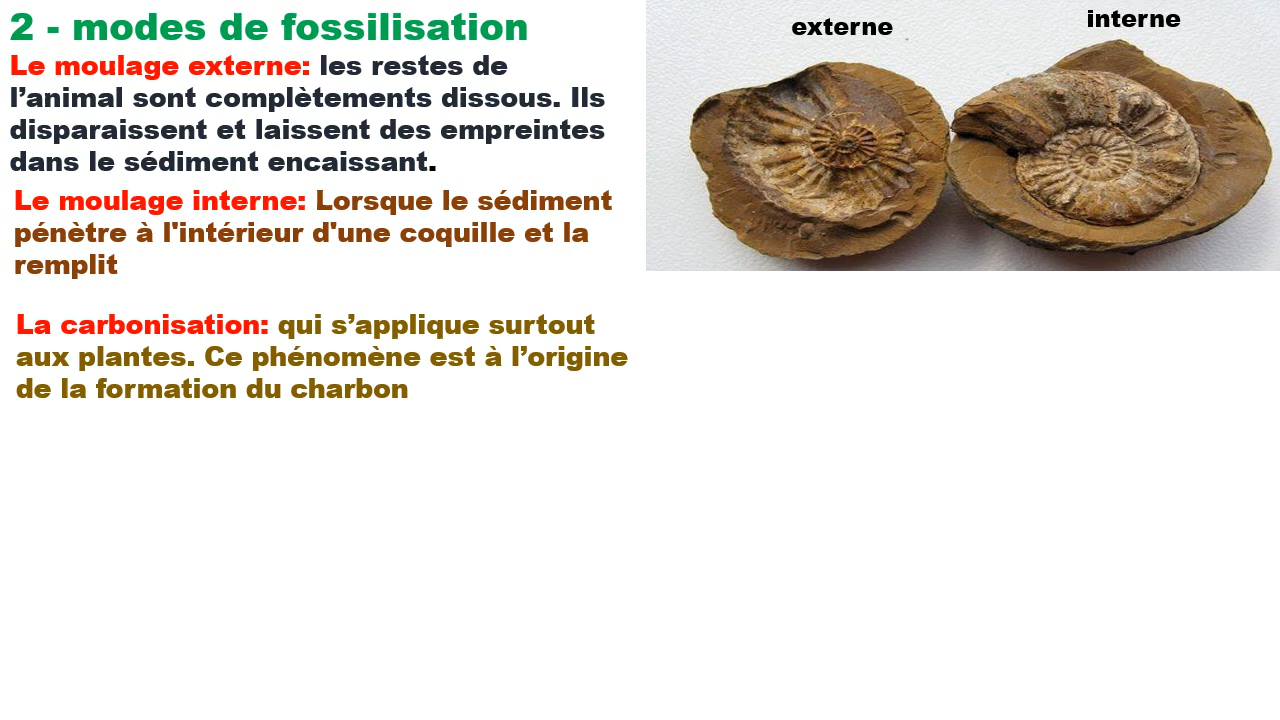 2 - modes de fossilisation
Le moulage externe: les restes de
l’animal sont complètements dissous. Ils
disparaissent et laissent des empreintes
dans le sédiment encaissant.
Le moulage interne: Lorsque le sédiment
pénètre à l'intérieur d'une coquille et la
remplit
La carbonisation: qui s’applique surtout
aux plantes. Ce phénomène est à l’origine
de la formation du charbon
externe
interne